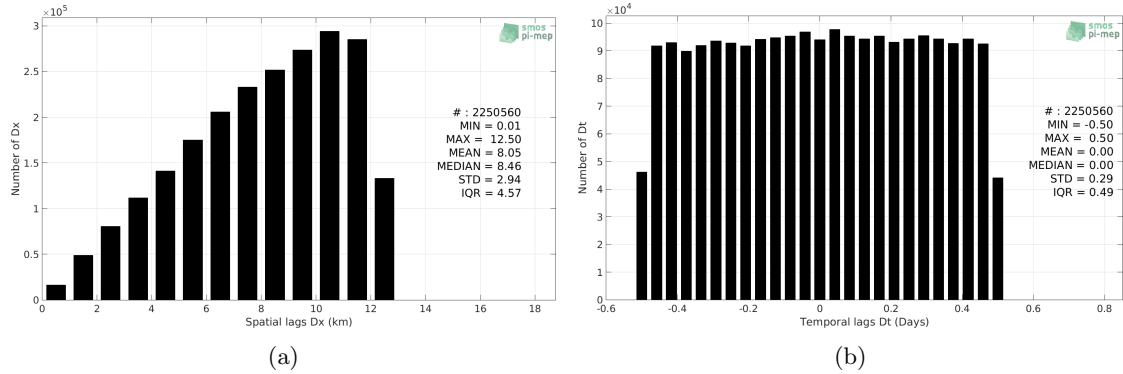 ×10⁵
3
2.5
2
1.5
1
0.5
0
Number of Dx
0 2 4 6 8 10 12 14 16 18
Spatial lags Dx (km)
smos
pi-mep
# : 2250560
MIN = 0.01
MAX = 12.50
MEAN = 8.05
MEDIAN = 8.46
STD = 2.94
IQR = 4.57
(a)
×10⁴
10
9
8
7
6
5
4
3
2
1
0
Number of Dt
-0.6 -0.4 -0.2 0 0.2 0.4 0.6 0.8
Temporal lags Dt (Days)
smos
pi-mep
# : 2250560
MIN = -0.50
MAX = 0.50
MEAN = 0.00
MEDIAN = 0.00
STD = 0.29
IQR = 0.49
(b)